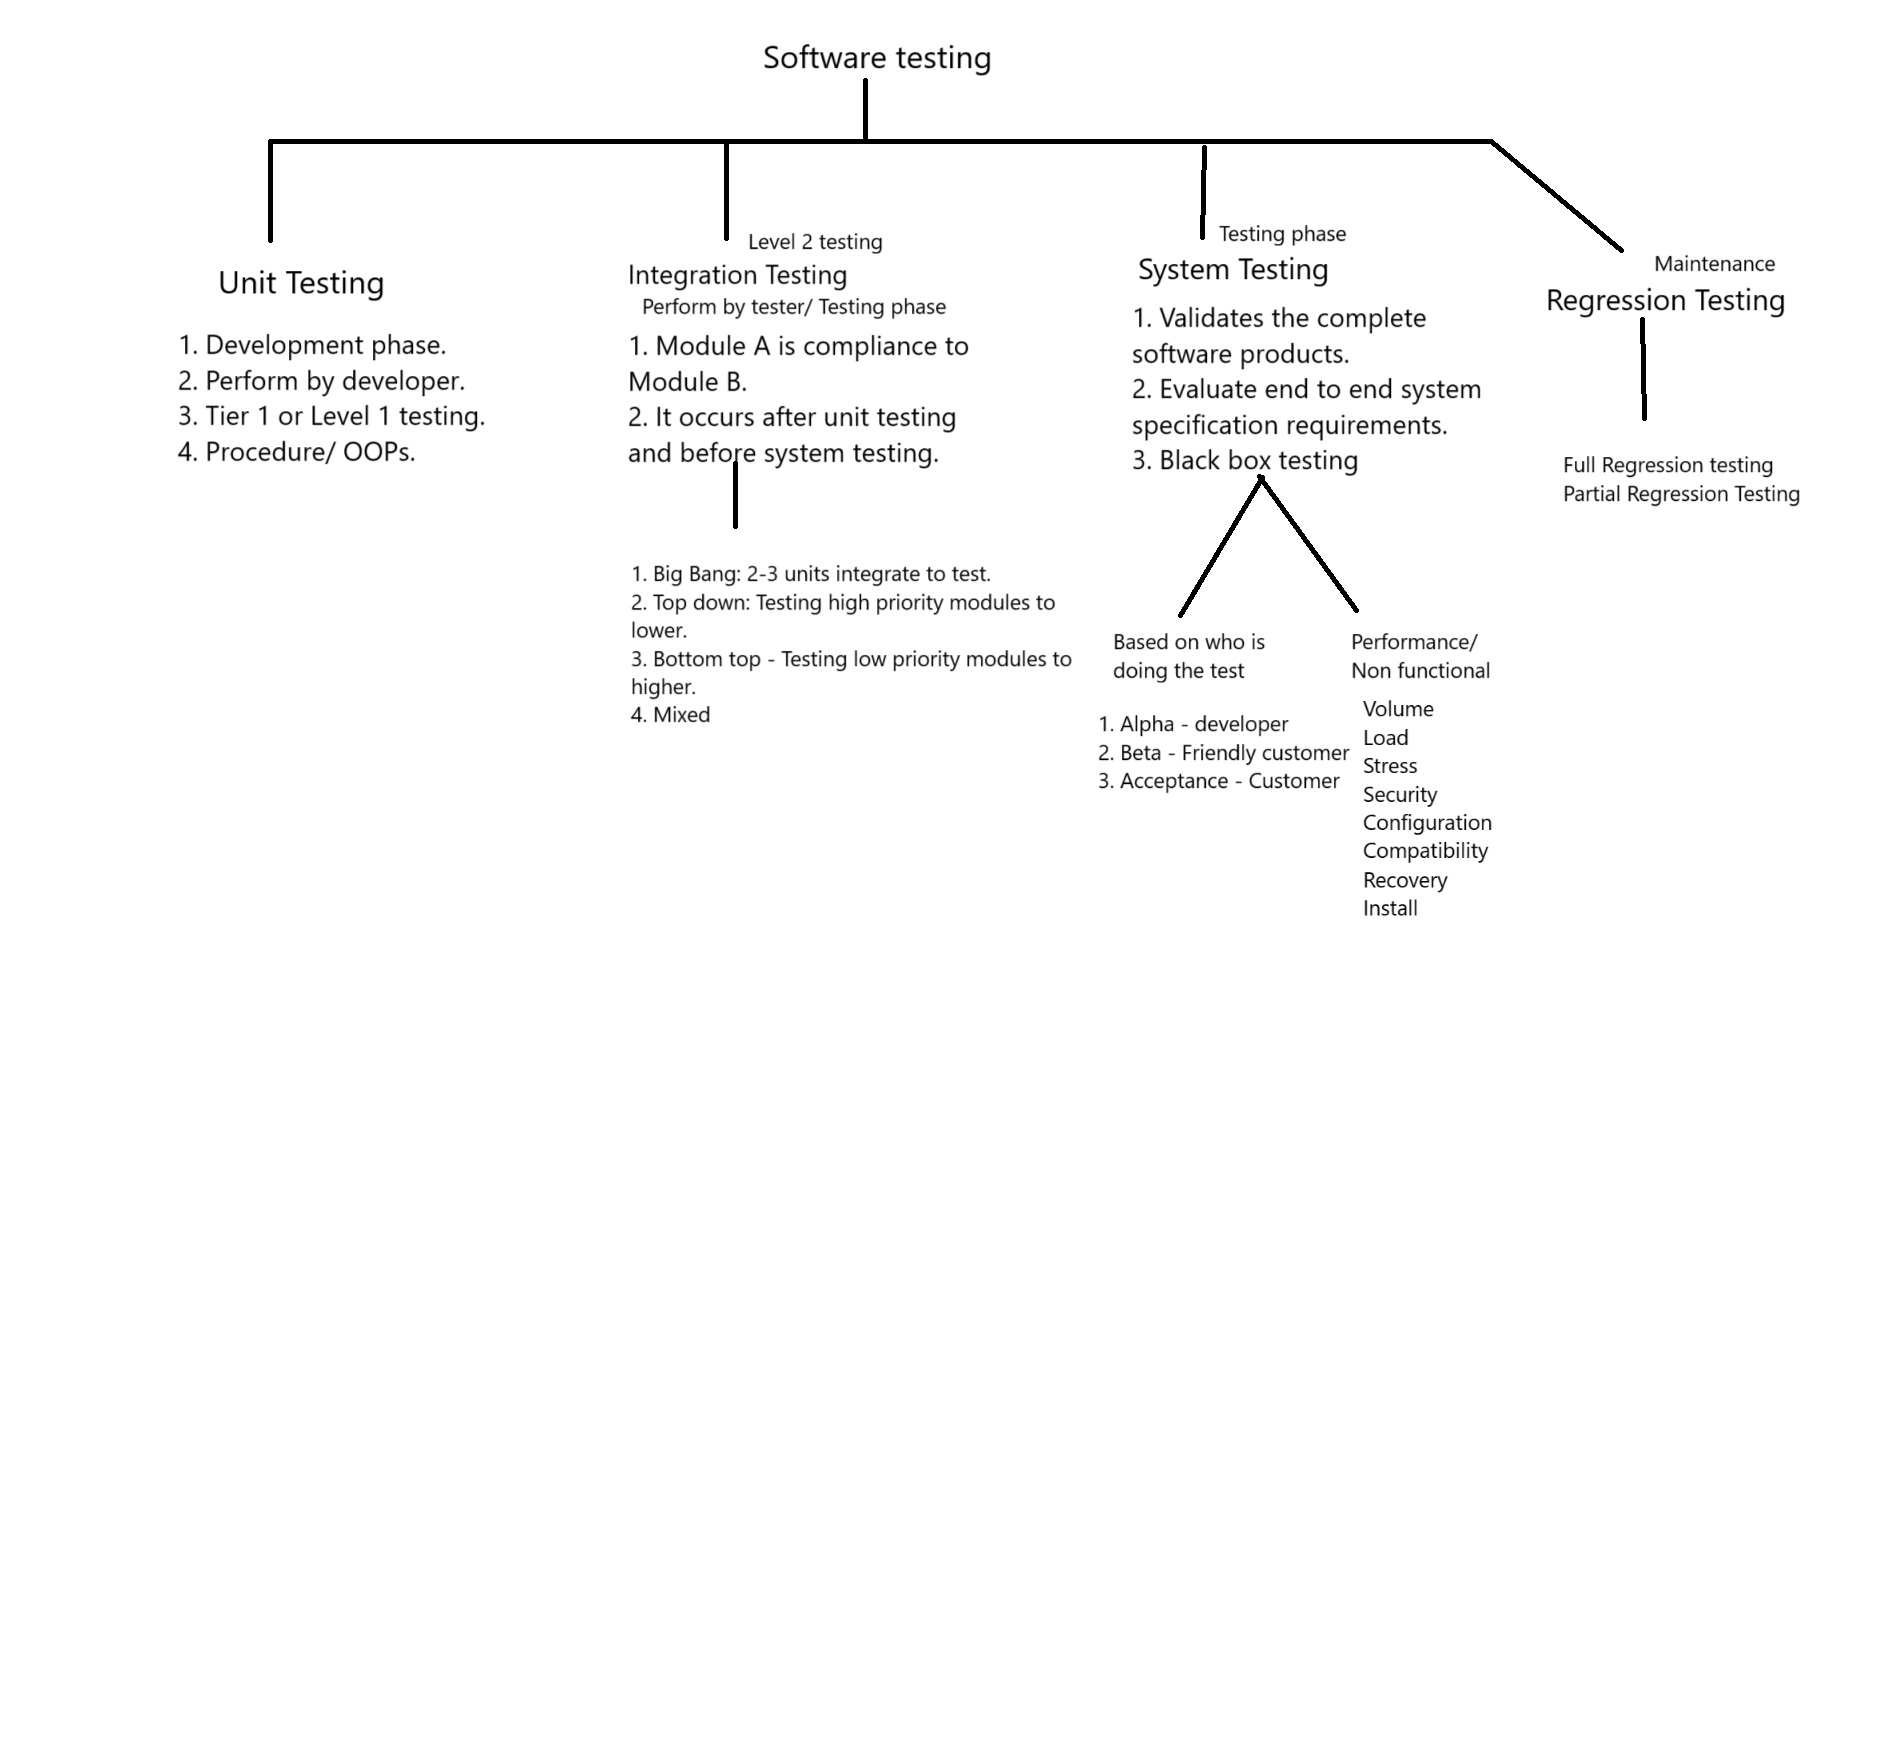 Software testing
Unit Testing
1. Development phase.
2. Perform by developer.
3. Tier 1 or Level 1 testing.
4. Procedure/ OOPs.
Level 2 testing
Integration Testing
Perform by tester/ Testing phase
1. Module A is compliance to
Module B.
2. It occurs after unit testing
and before system testing.
1. Big Bang: 2-3 units integrate to test.
2. Top down: Testing high priority modules to
lower.
3. Bottom top - Testing low priority modules to
higher.
4. Mixed
Testing phase
System Testing
1. Validates the complete
software products.
2. Evaluate end to end system
specification requirements.
3. Black box testing
Based on who is
doing the test
1. Alpha - developer
2. Beta - Friendly customer
3. Acceptance - Customer
Performance/
Non functional
Volume
Load
Stress
Security
Configuration
Compatibility
Recovery
Install
Maintenance
Regression Testing
Full Regression testing
Partial Regression Testing